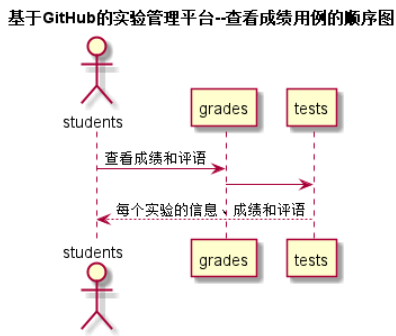 基于GitHub的实验管理平台--查看成绩用例的顺序图
students
grades
tests
查看成绩和评语
每个实验的信息、成绩和评语
students
grades
tests